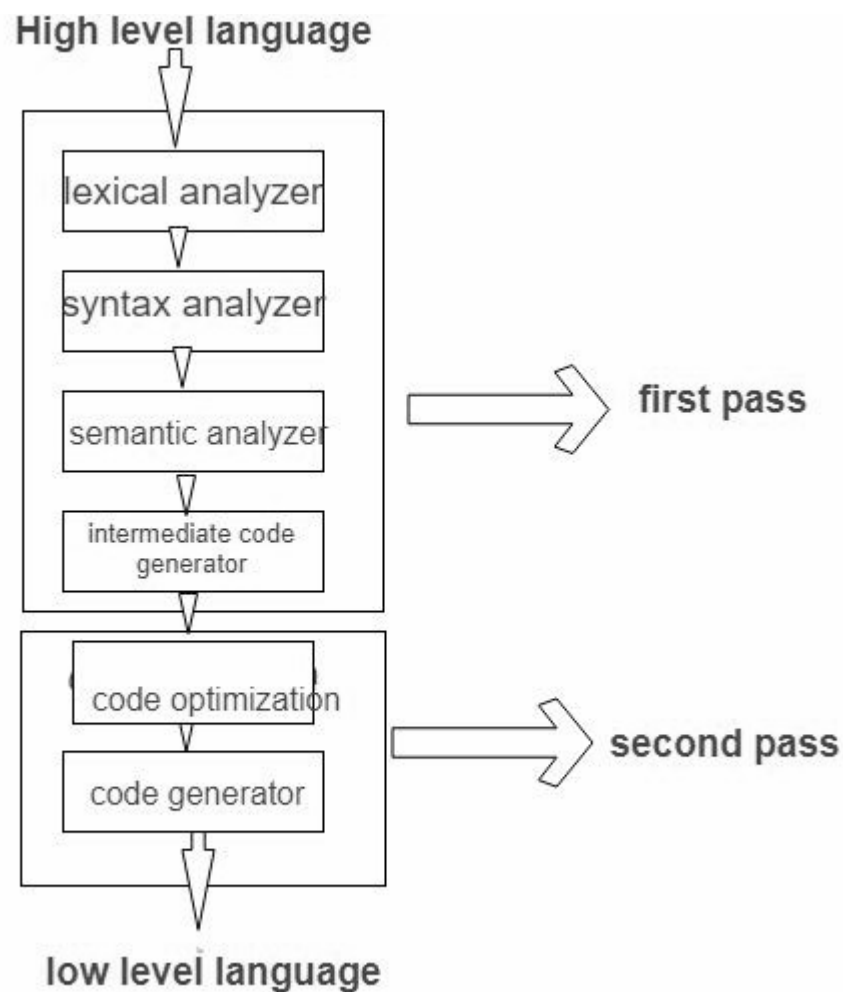 High level language
lexical analyzer
syntax analyzer
semantic analyzer
first pass
intermediate code
generator
code optimization
second pass
code generator
low level language